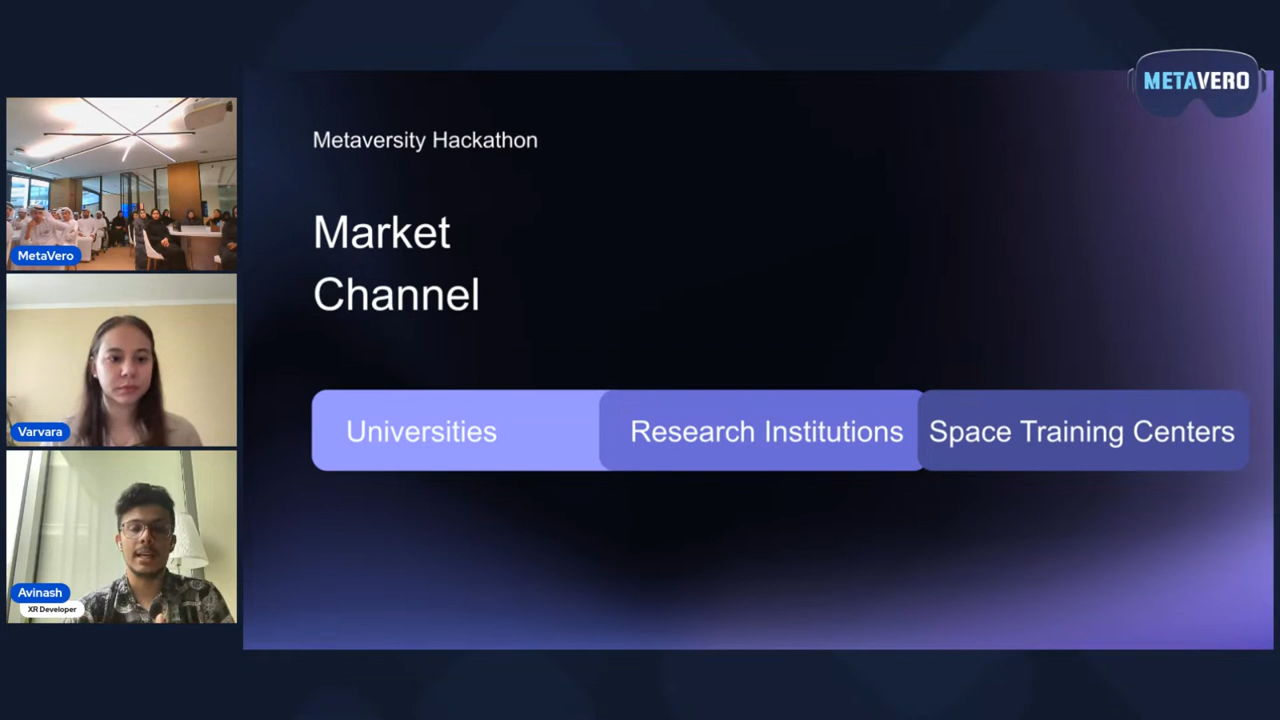 METAVERO
Metaversity Hackathon
Market
Channel
Universities
Research Institutions
Space Training Centers
MetaVero
Varvara
Avinash
XR Developer